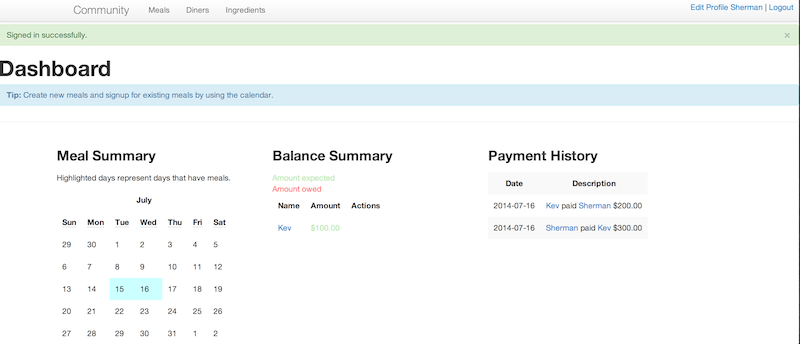 Community Meals Diners Ingredients Edit Profile Sherman | Logout
Signed in successfully. ×
Dashboard
Tip: Create new meals and signup for existing meals by using the calendar.
Meal Summary
Highlighted days represent days that have meals.
July
Sun Mon Tue Wed Thu Fri Sat
29 30 1 2 3 4 5
6 7 8 9 10 11 12
13 14 15 16 17 18 19
20 21 22 23 24 25 26
27 28 29 30 31 1 2
Balance Summary
Amount expected
Amount owed
Name Amount Actions
Kev $100.00
Payment History
Date Description
2014-07-16 Kev paid Sherman $200.00
2014-07-16 Sherman paid Kev $300.00